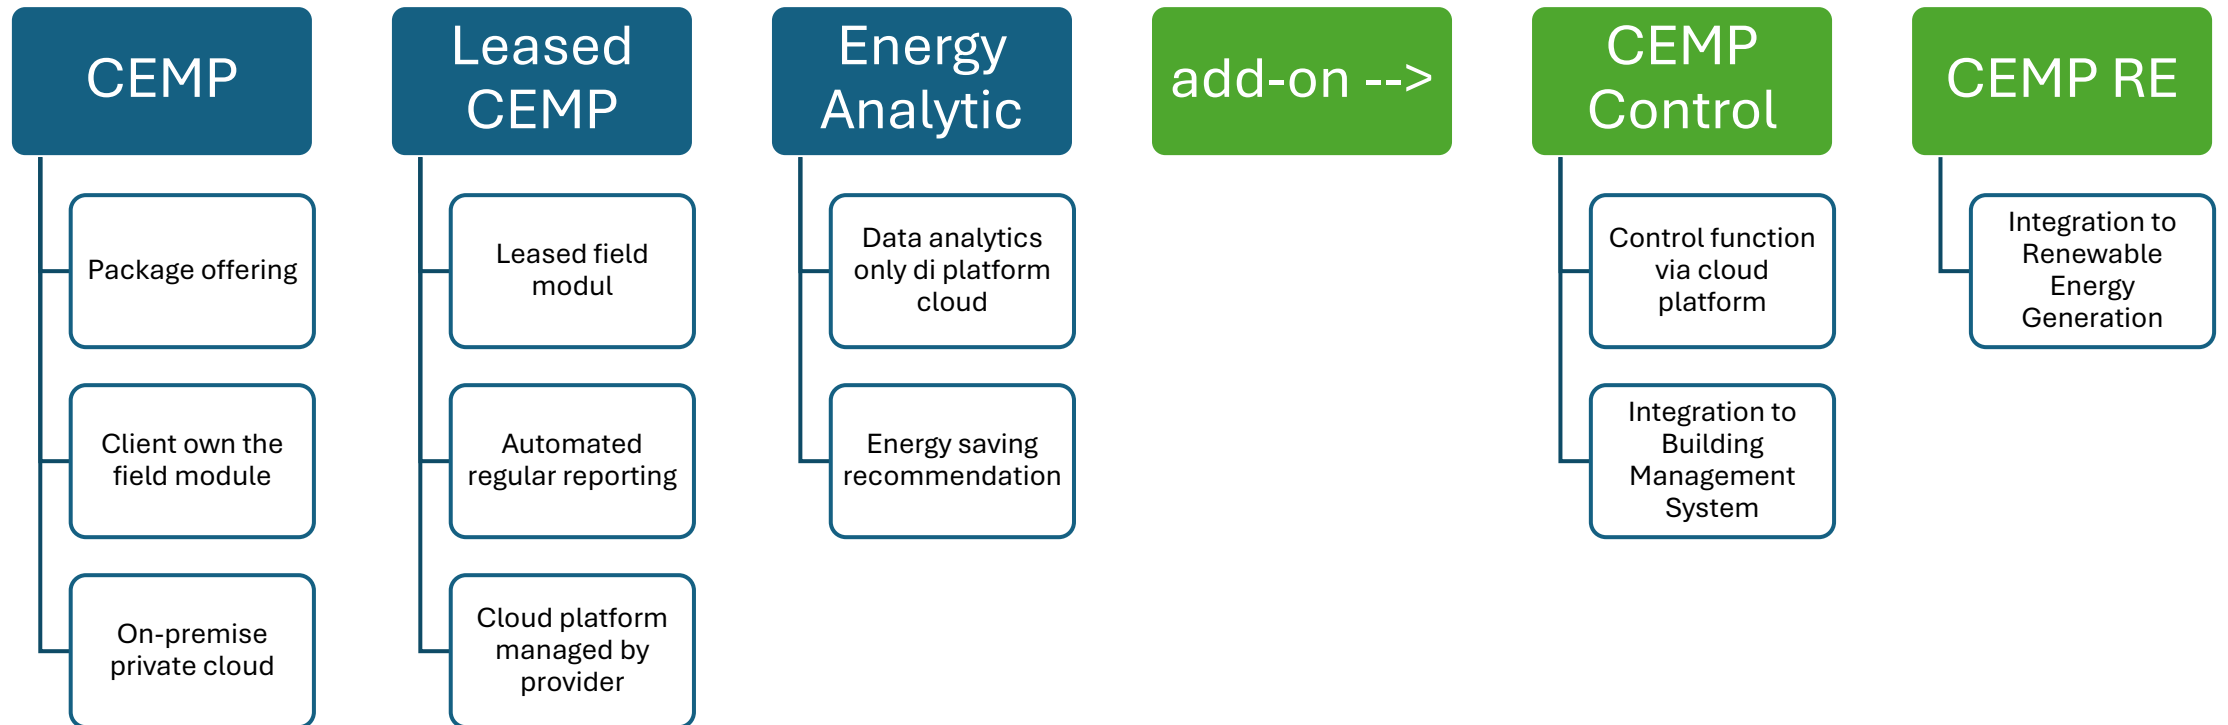 CEMP
Package offering
Client own the
field module
On-premise
private cloud
Leased
CEMP
Leased field
modul
Automated
regular reporting
Cloud platform
managed by
provider
Energy
Analytic
Data analytics
only di platform
cloud
Energy saving
recommendation
add-on -->
CEMP
Control
Control function
via cloud
platform
Integration to
Building
Management
System
CEMP RE
Integration to
Renewable
Energy
Generation